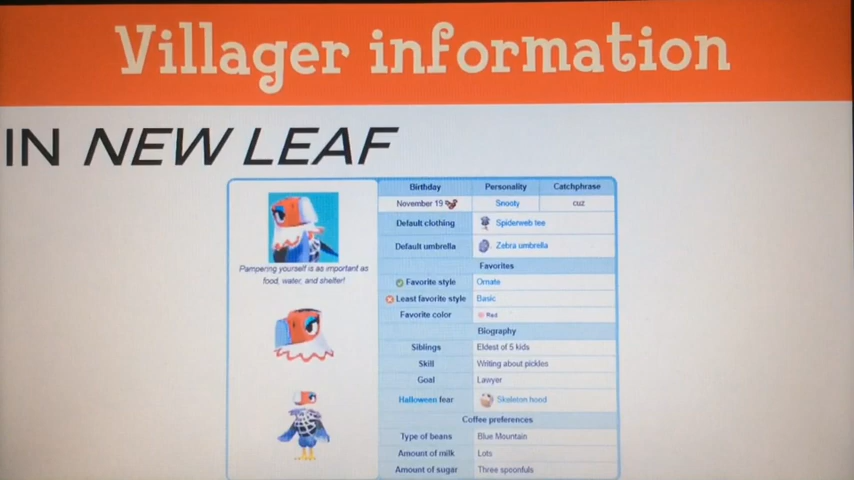 Villager information
IN NEW LEAF
Birthday Personality Catchphrase
November 19 Snooty cuz
Default clothing Spiderweb tee
Default umbrella Zebra umbrella
Pampering yourself is as important as
food, water, and shelter!
Favorites
Favorite style Ornate
Least favorite style Basic
Favorite color Red
Biography
Siblings Eldest of 5 kids
Skill Writing about pickles
Goal Lawyer
Halloween fear Skeleton hood
Coffee preferences
Type of beans Blue Mountain
Amount of milk Lots
Amount of sugar Three spoonfuls